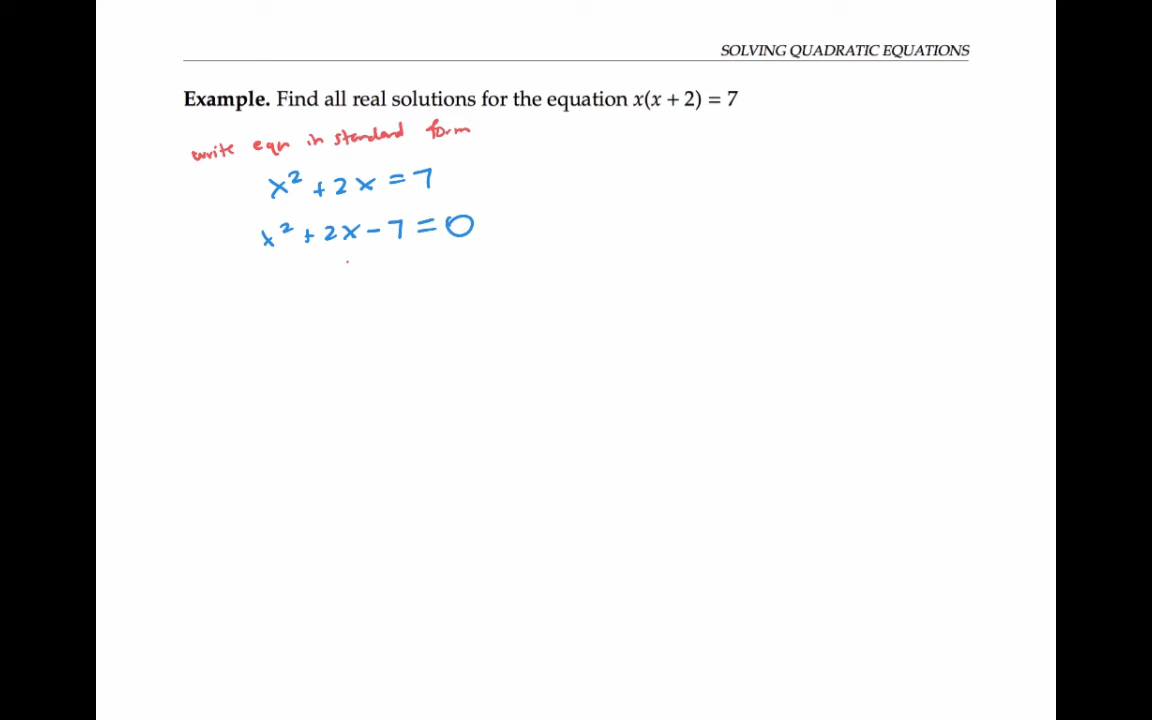 SOLVING QUADRATIC EQUATIONS
Example. Find all real solutions for the equation x(x + 2) = 7
write eqn in standard form
x² + 2x = 7
x² + 2x - 7 = 0